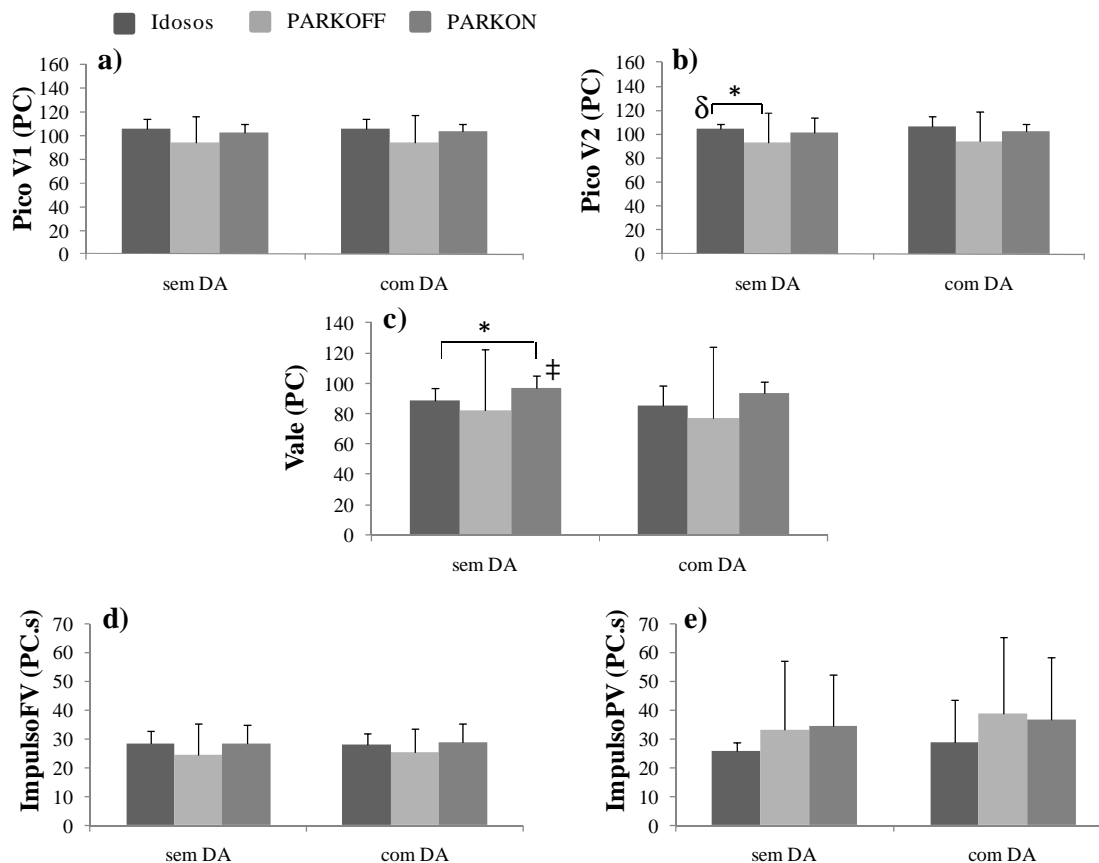 Idosos PARKOFF PARKON
a)
Pico V1 (PC)
160
140
120
100
80
60
40
20
0
sem DA com DA
b)
Pico V2 (PC)
160
140
120
100
80
60
40
20
0
δ *
sem DA com DA
c)
Vale (PC)
140
120
100
80
60
40
20
0
*
‡
sem DA com DA
d)
ImpulsoFV (PC.s)
70
60
50
40
30
20
10
0
sem DA com DA
e)
ImpulsoPV (PC.s)
70
60
50
40
30
20
10
0
sem DA com DA